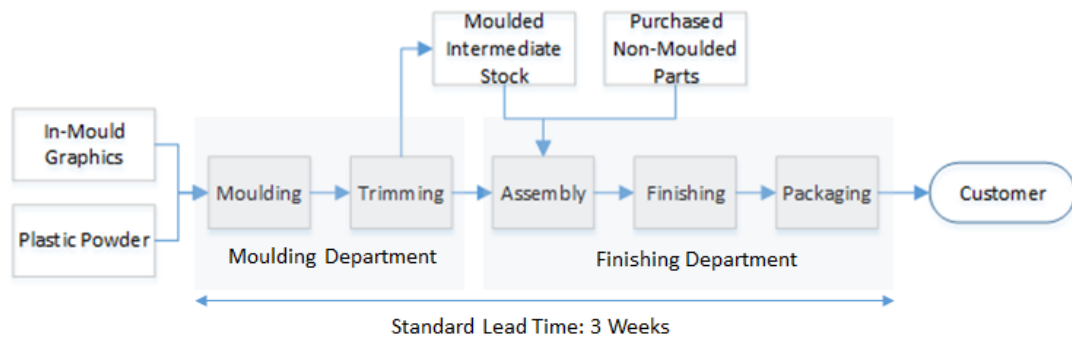 Moulded
Intermediate
Stock
Purchased
Non-Moulded
Parts
In-Mould
Graphics
Plastic Powder
Moulding
Trimming
Assembly
Finishing
Packaging
Customer
Moulding Department
Finishing Department
Standard Lead Time: 3 Weeks